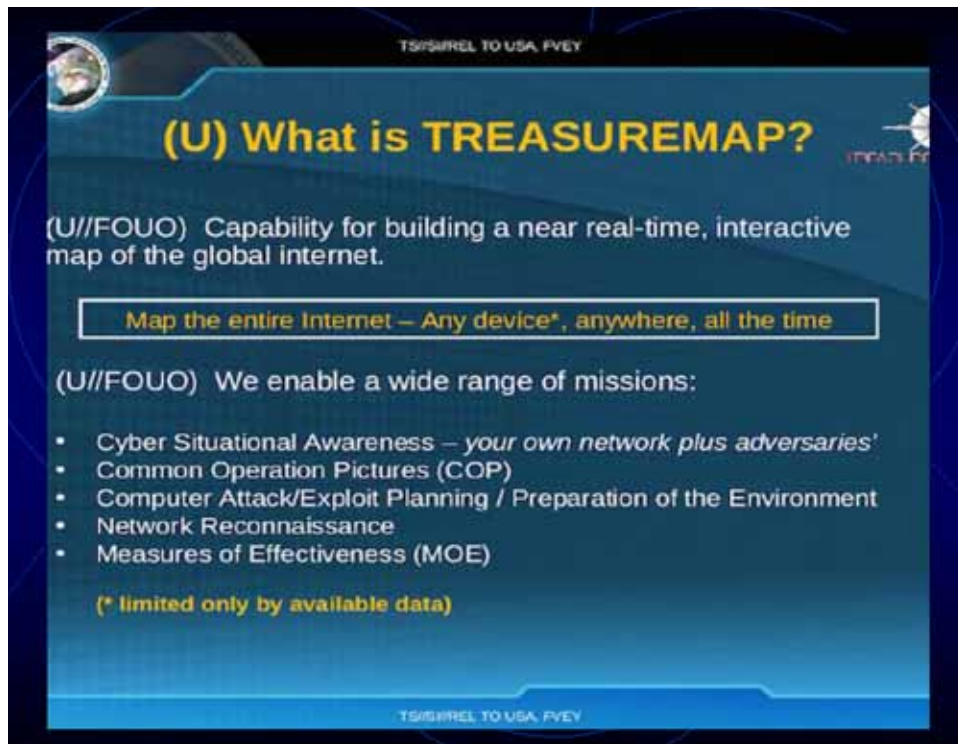 TS//SI//REL TO USA, FVEY
(U) What is TREASUREMAP?
(U//FOUO) Capability for building a near real-time, interactive
map of the global internet.
Map the entire Internet – Any device*, anywhere, all the time
(U//FOUO) We enable a wide range of missions:
• Cyber Situational Awareness – your own network plus adversaries'
• Common Operation Pictures (COP)
• Computer Attack/Exploit Planning / Preparation of the Environment
• Network Reconnaissance
• Measures of Effectiveness (MOE)
(* limited only by available data)
TS//SI//REL TO USA, FVEY